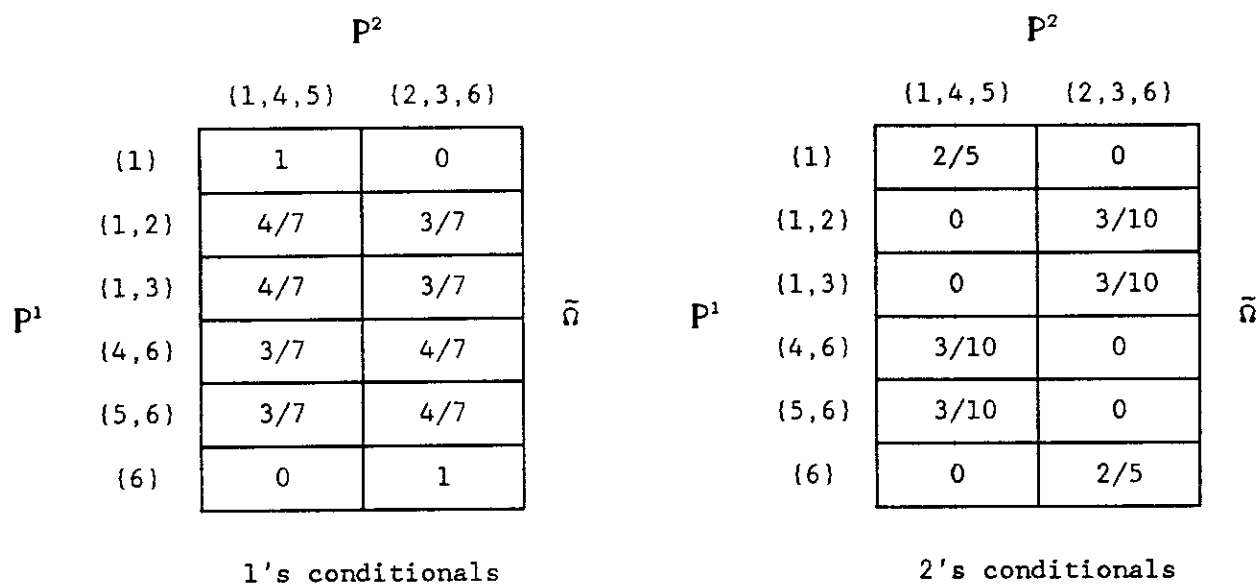 P² P²
{1,4,5} {2,3,6} {1,4,5} {2,3,6}
{1} 1 0 {1} 2/5 0
{1,2} 4/7 3/7 {1,2} 0 3/10
{1,3} 4/7 3/7 {1,3} 0 3/10
P¹ Ω̃ P¹ Ω̃
{4,6} 3/7 4/7 {4,6} 3/10 0
{5,6} 3/7 4/7 {5,6} 3/10 0
{6} 0 1 {6} 0 2/5
1's conditionals 2's conditionals